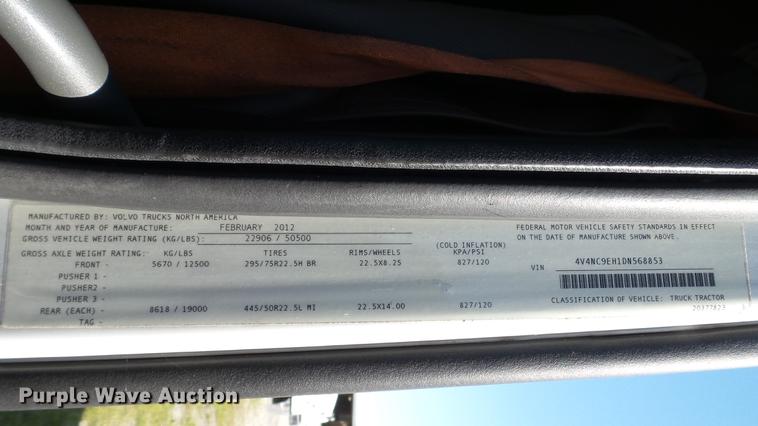 MANUFACTURED BY: VOLVO TRUCKS NORTH AMERICA
MONTH AND YEAR OF MANUFACTURE: FEBRUARY 2012
GROSS VEHICLE WEIGHT RATING (KG/LBS): 22906 / 50500
GROSS AXLE WEIGHT RATING: KG/LBS TIRES RIMS/WHEELS (COLD INFLATION) KPA/PSI
FRONT - 5670 / 12500 295/75R22.5H BR 22.5X8.25 827/120
PUSHER 1 -
PUSHER2 -
PUSHER 3 -
REAR (EACH) - 8618 / 19000 445/50R22.5L MI 22.5X14.00 827/120
TAG -
FEDERAL MOTOR VEHICLE SAFETY STANDARDS IN EFFECT
ON THE DATE OF MANUFACTURE SHOWN ABOVE.
VIN 4V4NC9EH1DN568853
CLASSIFICATION OF VEHICLE: TRUCK TRACTOR
20377823
Purple Wave Auction